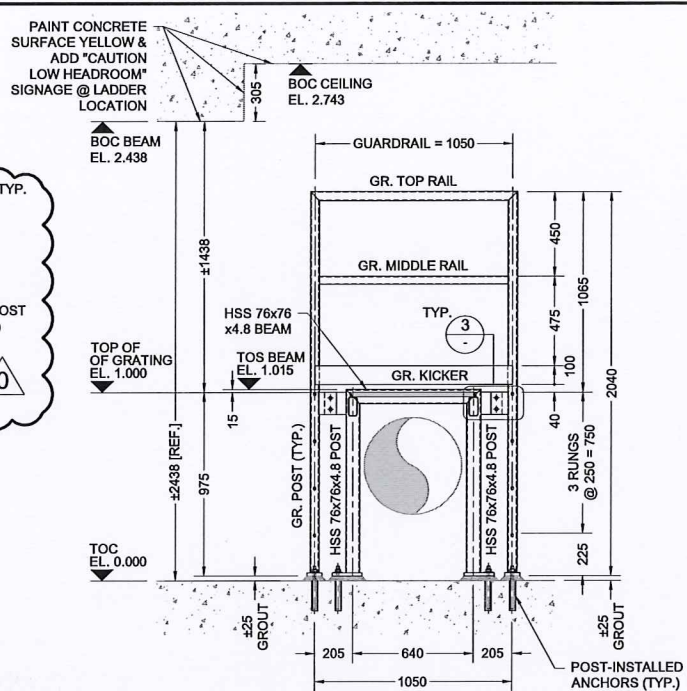 PAINT CONCRETE
SURFACE YELLOW &
ADD "CAUTION
LOW HEADROOM"
SIGNAGE @ LADDER
LOCATION
305
BOC CEILING
EL. 2.743
BOC BEAM
EL. 2.438
GUARDRAIL = 1050
TYP.
GR. TOP RAIL
450
±1438
1065
GR. MIDDLE RAIL
OST
HSS 76x76
x4.8 BEAM
TYP.
3
-
475
2040
TOP OF
OF GRATING
EL. 1.000
TOS BEAM
EL. 1.015
GR. KICKER
100
0
15
40
±2438 [REF.]
975
GR. POST (TYP.)
HSS 76x76x4.8 POST
HSS 76x76x4.8 POST
3 RUNGS
@ 250 = 750
TOC
EL. 0.000
225
±25
GROUT
±25
GROUT
205
640
205
1050
POST-INSTALLED
ANCHORS (TYP.)